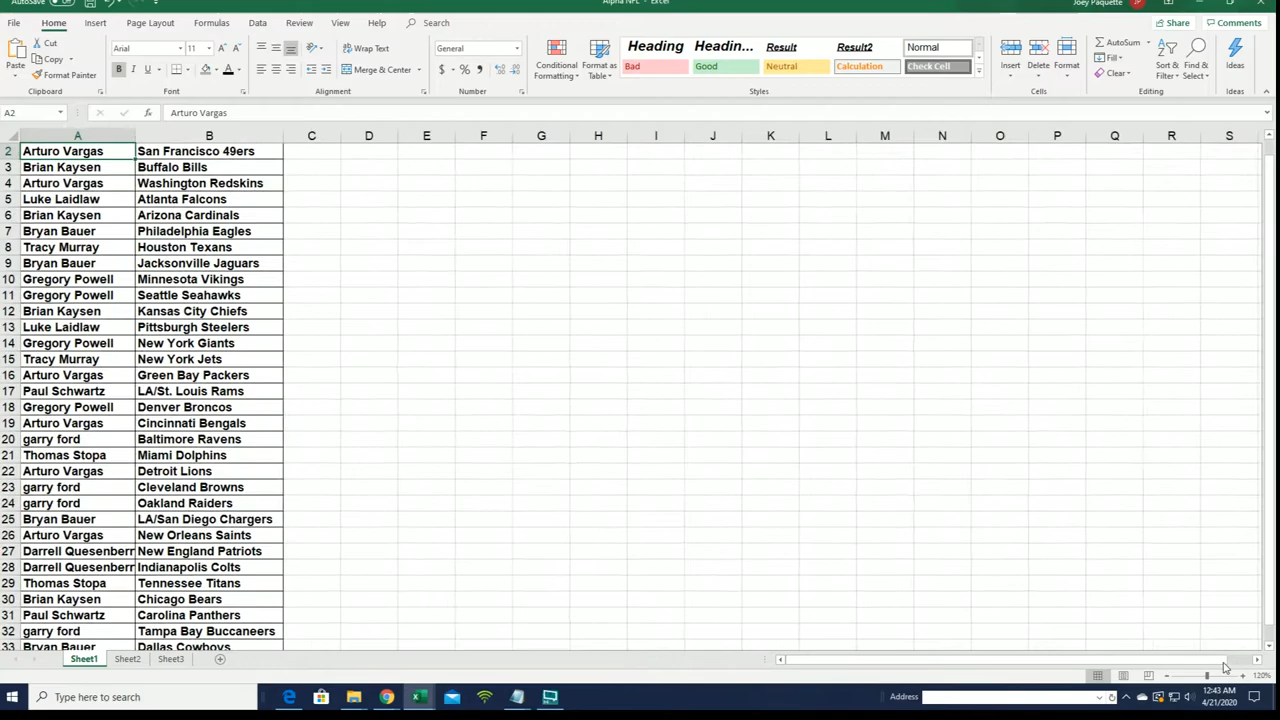 AutoSave Off Alpha NFL - Excel Joey Paquette JP
File Home Insert Page Layout Formulas Data Review View Help Search Share Comments
Paste Cut Copy Format Painter Clipboard
Arial 11 B I U Font
Wrap Text Merge & Center Alignment
General $ % Number
Conditional Formatting Format as Table
Heading Headin... Result Result2 Normal
Bad Good Neutral Calculation Check Cell
Styles
Insert Delete Format Cells
AutoSum Fill Clear Sort & Filter Find & Select Editing
Ideas Ideas
A2 fx Arturo Vargas
A B C D E F G H I J K L M N O P Q R S
2 Arturo Vargas San Francisco 49ers
3 Brian Kaysen Buffalo Bills
4 Arturo Vargas Washington Redskins
5 Luke Laidlaw Atlanta Falcons
6 Brian Kaysen Arizona Cardinals
7 Bryan Bauer Philadelphia Eagles
8 Tracy Murray Houston Texans
9 Bryan Bauer Jacksonville Jaguars
10 Gregory Powell Minnesota Vikings
11 Gregory Powell Seattle Seahawks
12 Brian Kaysen Kansas City Chiefs
13 Luke Laidlaw Pittsburgh Steelers
14 Gregory Powell New York Giants
15 Tracy Murray New York Jets
16 Arturo Vargas Green Bay Packers
17 Paul Schwartz LA/St. Louis Rams
18 Gregory Powell Denver Broncos
19 Arturo Vargas Cincinnati Bengals
20 garry ford Baltimore Ravens
21 Thomas Stopa Miami Dolphins
22 Arturo Vargas Detroit Lions
23 garry ford Cleveland Browns
24 garry ford Oakland Raiders
25 Bryan Bauer LA/San Diego Chargers
26 Arturo Vargas New Orleans Saints
27 Darrell Quesenberr New England Patriots
28 Darrell Quesenberr Indianapolis Colts
29 Thomas Stopa Tennessee Titans
30 Brian Kaysen Chicago Bears
31 Paul Schwartz Carolina Panthers
32 garry ford Tampa Bay Buccaneers
33 Bryan Bauer Dallas Cowboys
Sheet1 Sheet2 Sheet3
120%
Type here to search Address 12:43 AM
4/21/2020